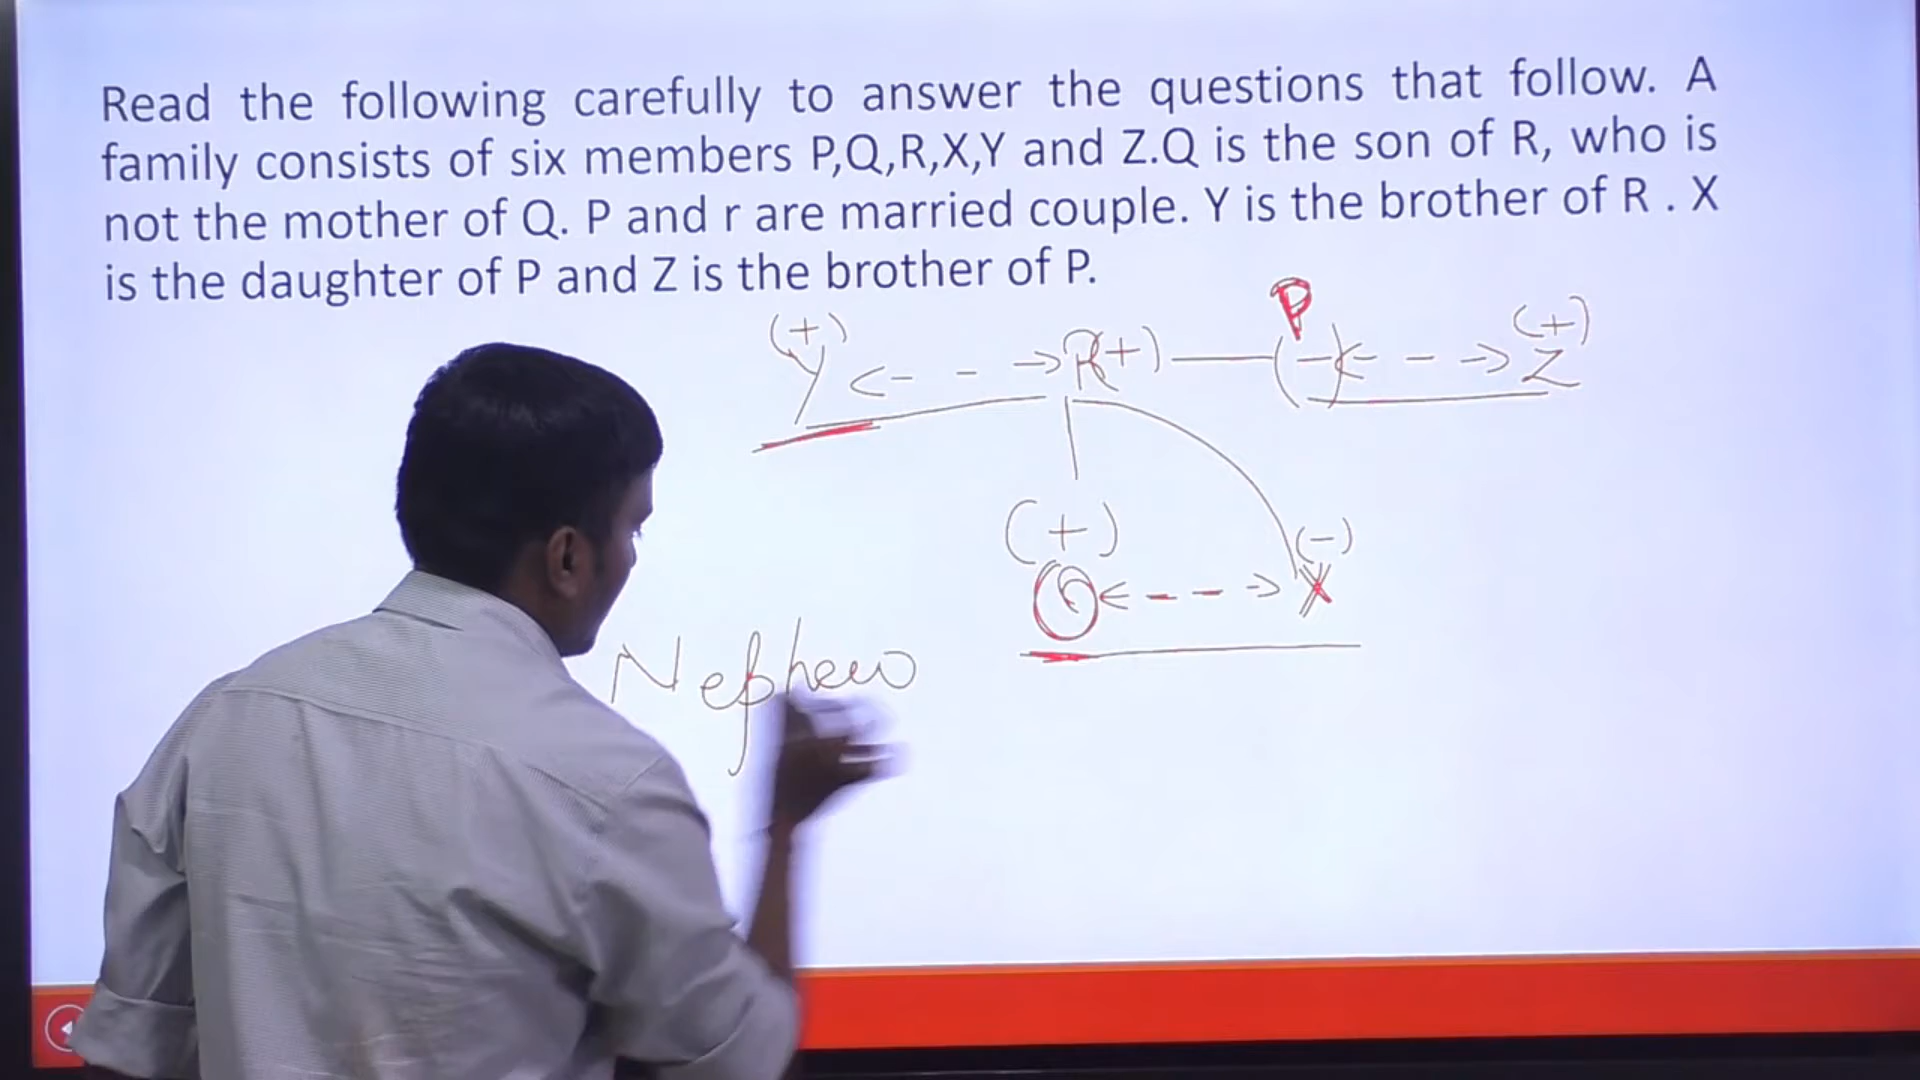 Read the following carefully to answer the questions that follow. A
family consists of six members P,Q,R,X,Y and Z.Q is the son of R, who is
not the mother of Q. P and r are married couple. Y is the brother of R . X
is the daughter of P and Z is the brother of P.
P
(+) (+)
Y <- - -> R(+) — (-) <- - -> Z
(+) (-)
Q <- - -> X
Nephew